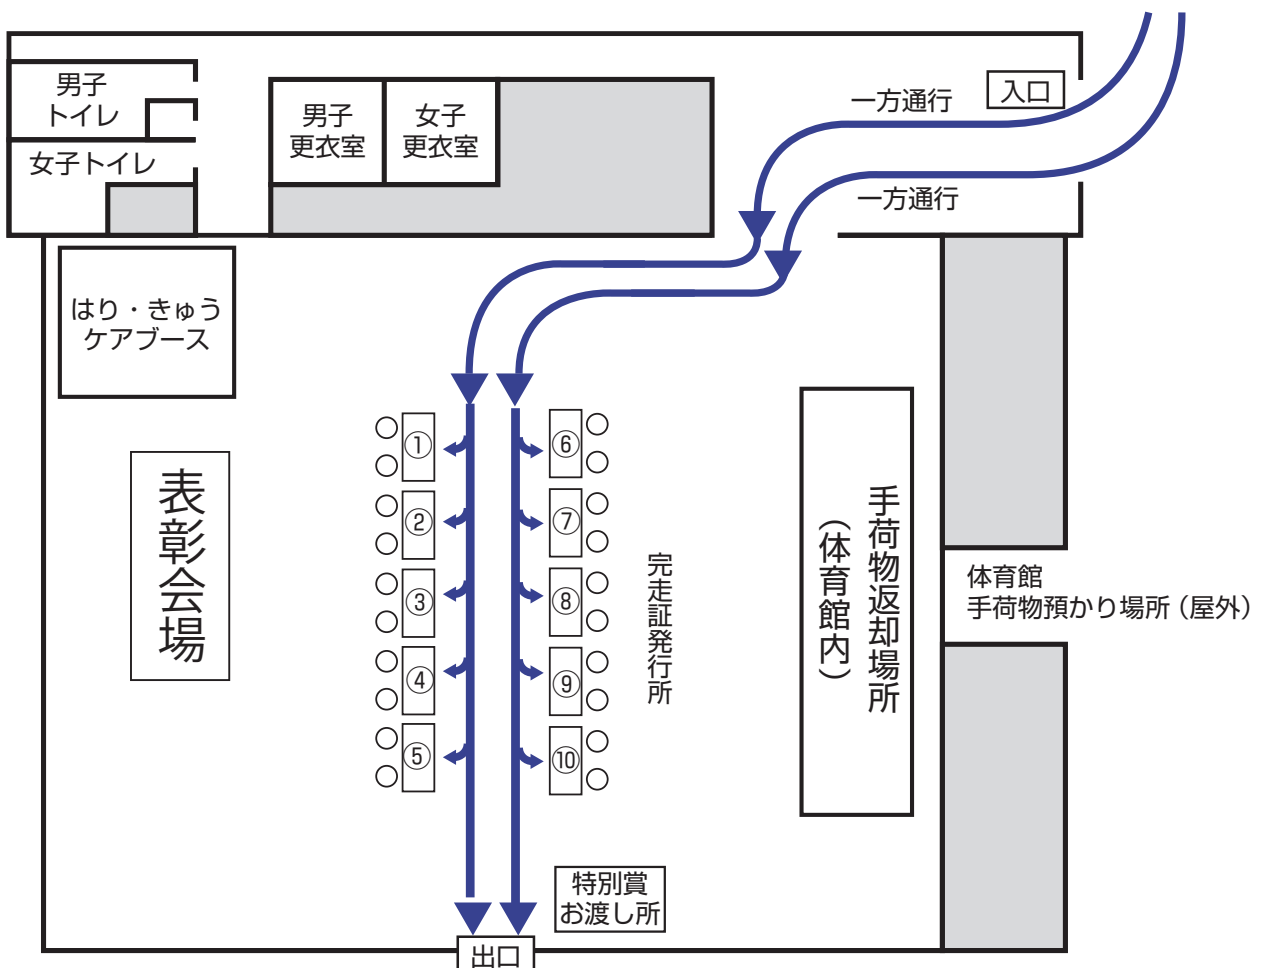 男子
トイレ
女子トイレ
男子
更衣室
女子
更衣室
一方通行
入口
一方通行
はり・きゅう
ケアブース
表彰会場
①
②
③
④
⑤
⑥
⑦
⑧
⑨
⑩
完走証発行所
手荷物返却場所
（体育館内）
体育館
手荷物預かり場所（屋外）
特別賞
お渡し所
出口